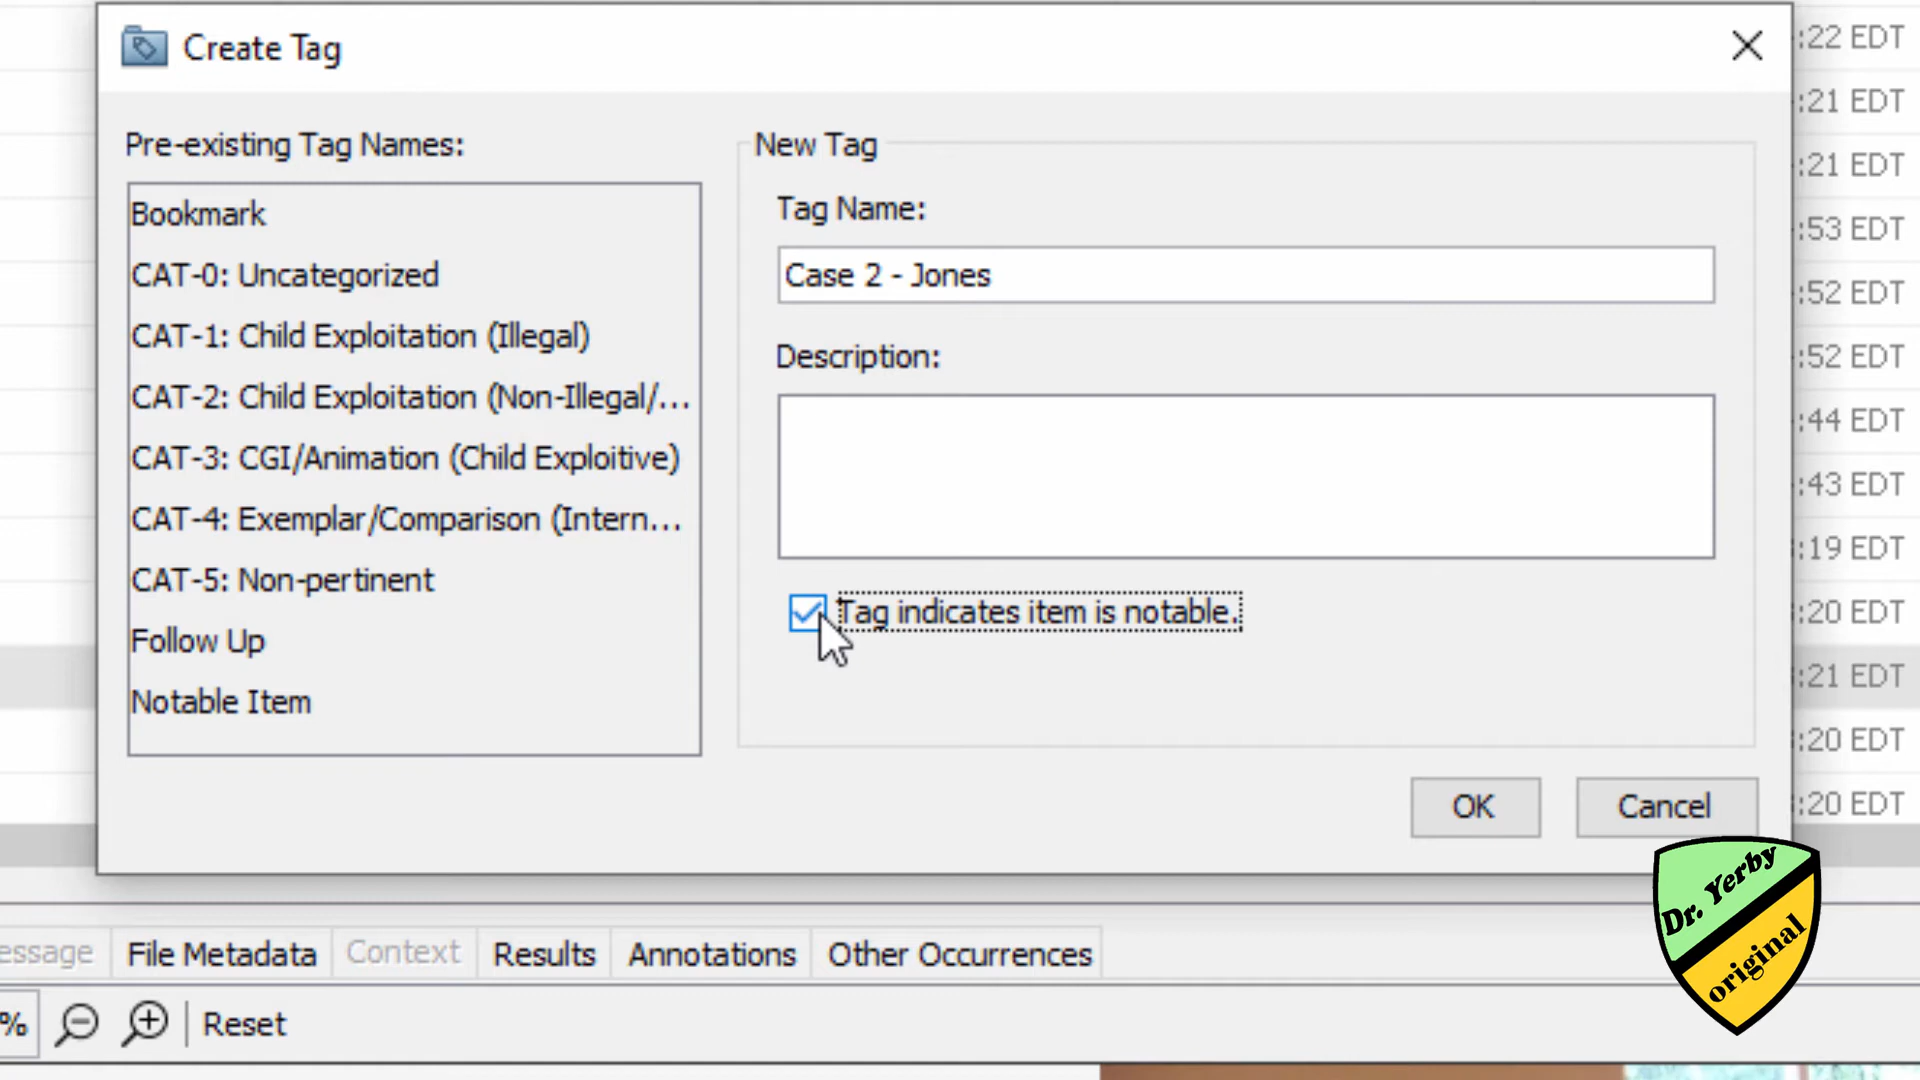 Create Tag
Pre-existing Tag Names:
Bookmark
CAT-0: Uncategorized
CAT-1: Child Exploitation (Illegal)
CAT-2: Child Exploitation (Non-Illegal/...
CAT-3: CGI/Animation (Child Exploitive)
CAT-4: Exemplar/Comparison (Intern...
CAT-5: Non-pertinent
Follow Up
Notable Item
New Tag
Tag Name:
Case 2 - Jones
Description:
Tag indicates item is notable.
OK
Cancel
:22 EDT
:21 EDT
:21 EDT
:53 EDT
:52 EDT
:52 EDT
:44 EDT
:43 EDT
:19 EDT
:20 EDT
:21 EDT
:20 EDT
:20 EDT
essage
File Metadata
Context
Results
Annotations
Other Occurrences
%
Reset
Dr. Yerby
original